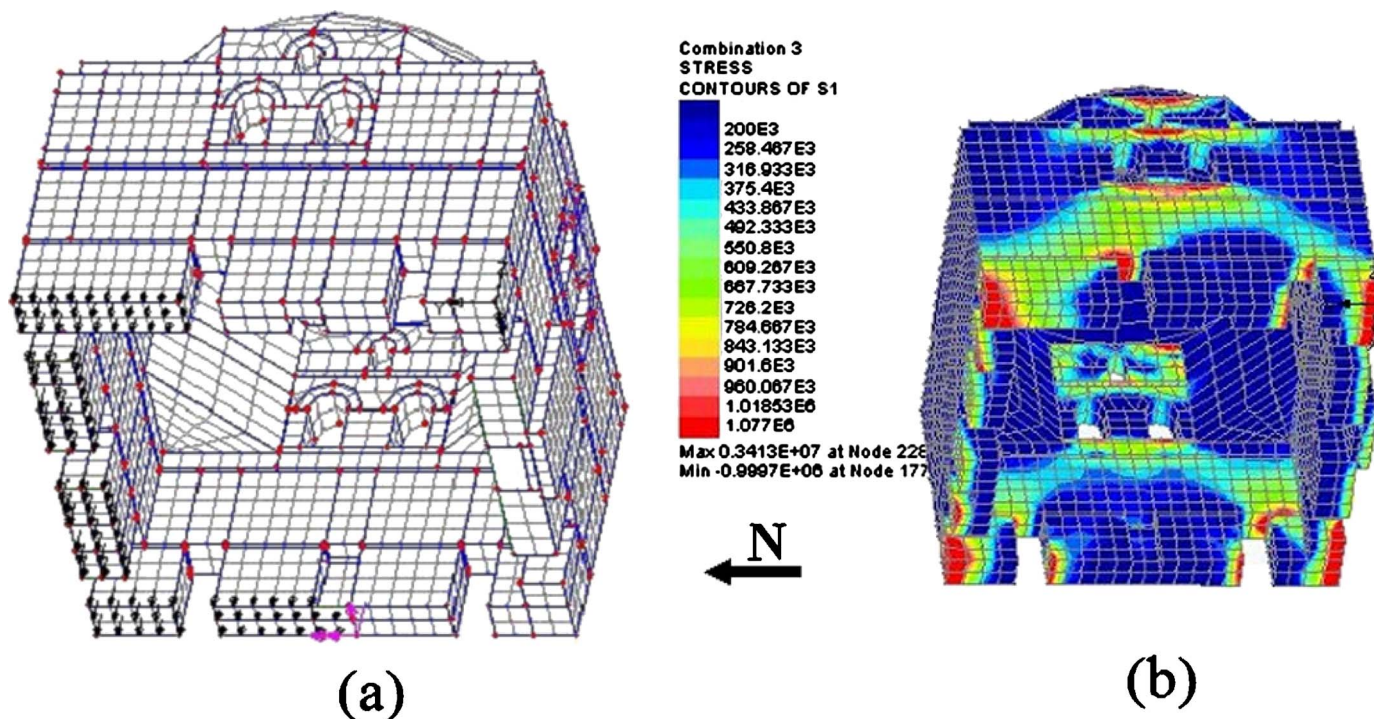 Combination 3
STRESS
CONTOURS OF S1
200E3
258.467E3
316.933E3
375.4E3
433.867E3
492.333E3
550.8E3
609.267E3
667.733E3
726.2E3
784.667E3
843.133E3
901.6E3
960.067E3
1.01853E6
1.077E6
Max 0.3413E+07 at Node 228
Min -0.9997E+06 at Node 177
N
(a)
(b)